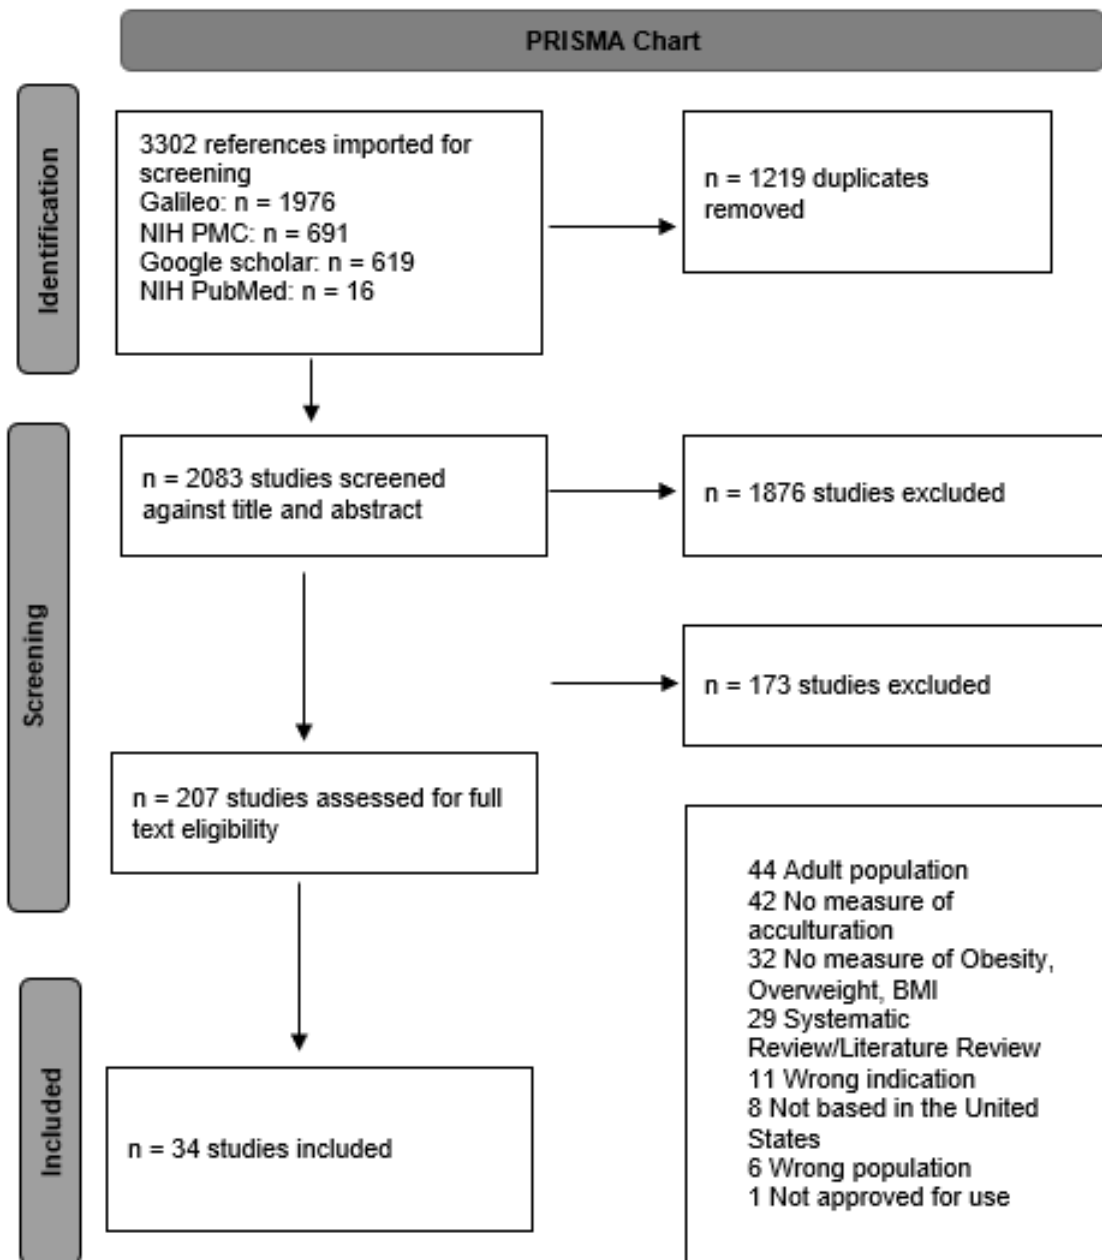 PRISMA Chart
Identification
3302 references imported for
screening
Galileo: n = 1976
NIH PMC: n = 691
Google scholar: n = 619
NIH PubMed: n = 16
n = 1219 duplicates
removed
Screening
n = 2083 studies screened
against title and abstract
n = 1876 studies excluded
n = 173 studies excluded
n = 207 studies assessed for full
text eligibility
44 Adult population
42 No measure of
acculturation
32 No measure of Obesity,
Overweight, BMI
29 Systematic
Review/Literature Review
11 Wrong indication
8 Not based in the United
States
6 Wrong population
1 Not approved for use
Included
n = 34 studies included